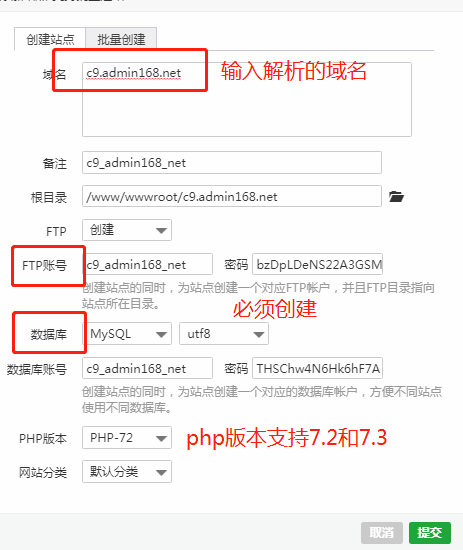 创建站点 批量创建
域名 c9.admin168.net 输入解析的域名
备注 c9_admin168_net
根目录 /www/wwwroot/c9.admin168.net
FTP 创建
FTP账号 c9_admin168_net 密码 bzDpLDeNS22A3GSM
创建站点的同时，为站点创建一个对应FTP帐户，并且FTP目录指向
站点所在目录。
必须创建
数据库 MySQL utf8
数据库账号 c9_admin168_net 密码 THSChw4N6Hk6hF7A
创建站点的同时，为站点创建一个对应的数据库帐户，方便不同站点
使用不同数据库。
PHP版本 PHP-72 php版本支持7.2和7.3
网站分类 默认分类
取消 提交